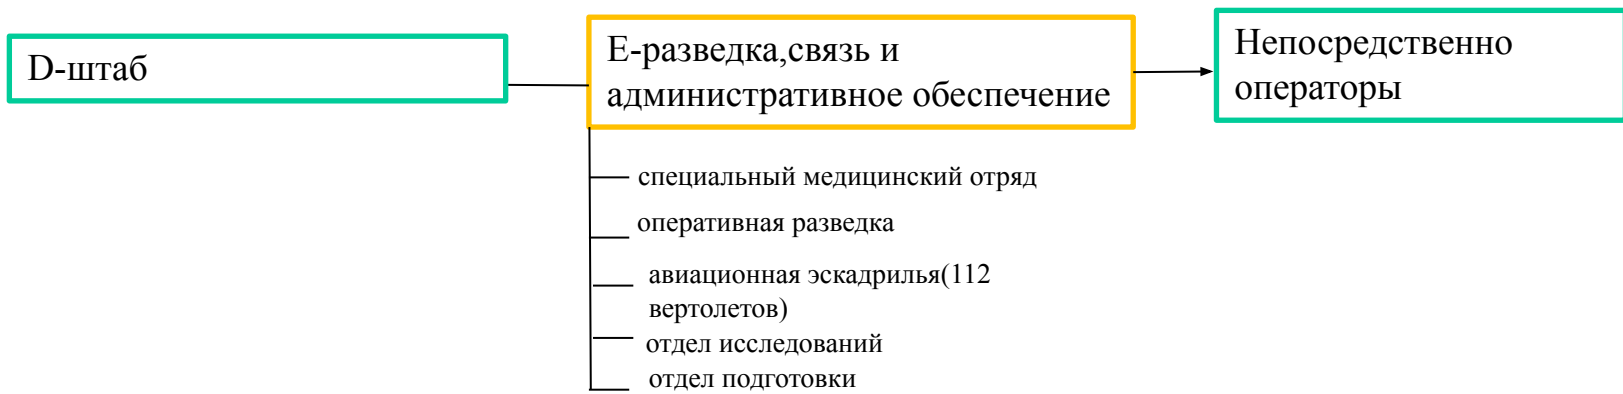 D-штаб
E-разведка,связь и
административное обеспечение
Непосредственно
операторы
специальный медицинский отряд
оперативная разведка
авиационная эскадрилья(112
вертолетов)
отдел исследований
отдел подготовки